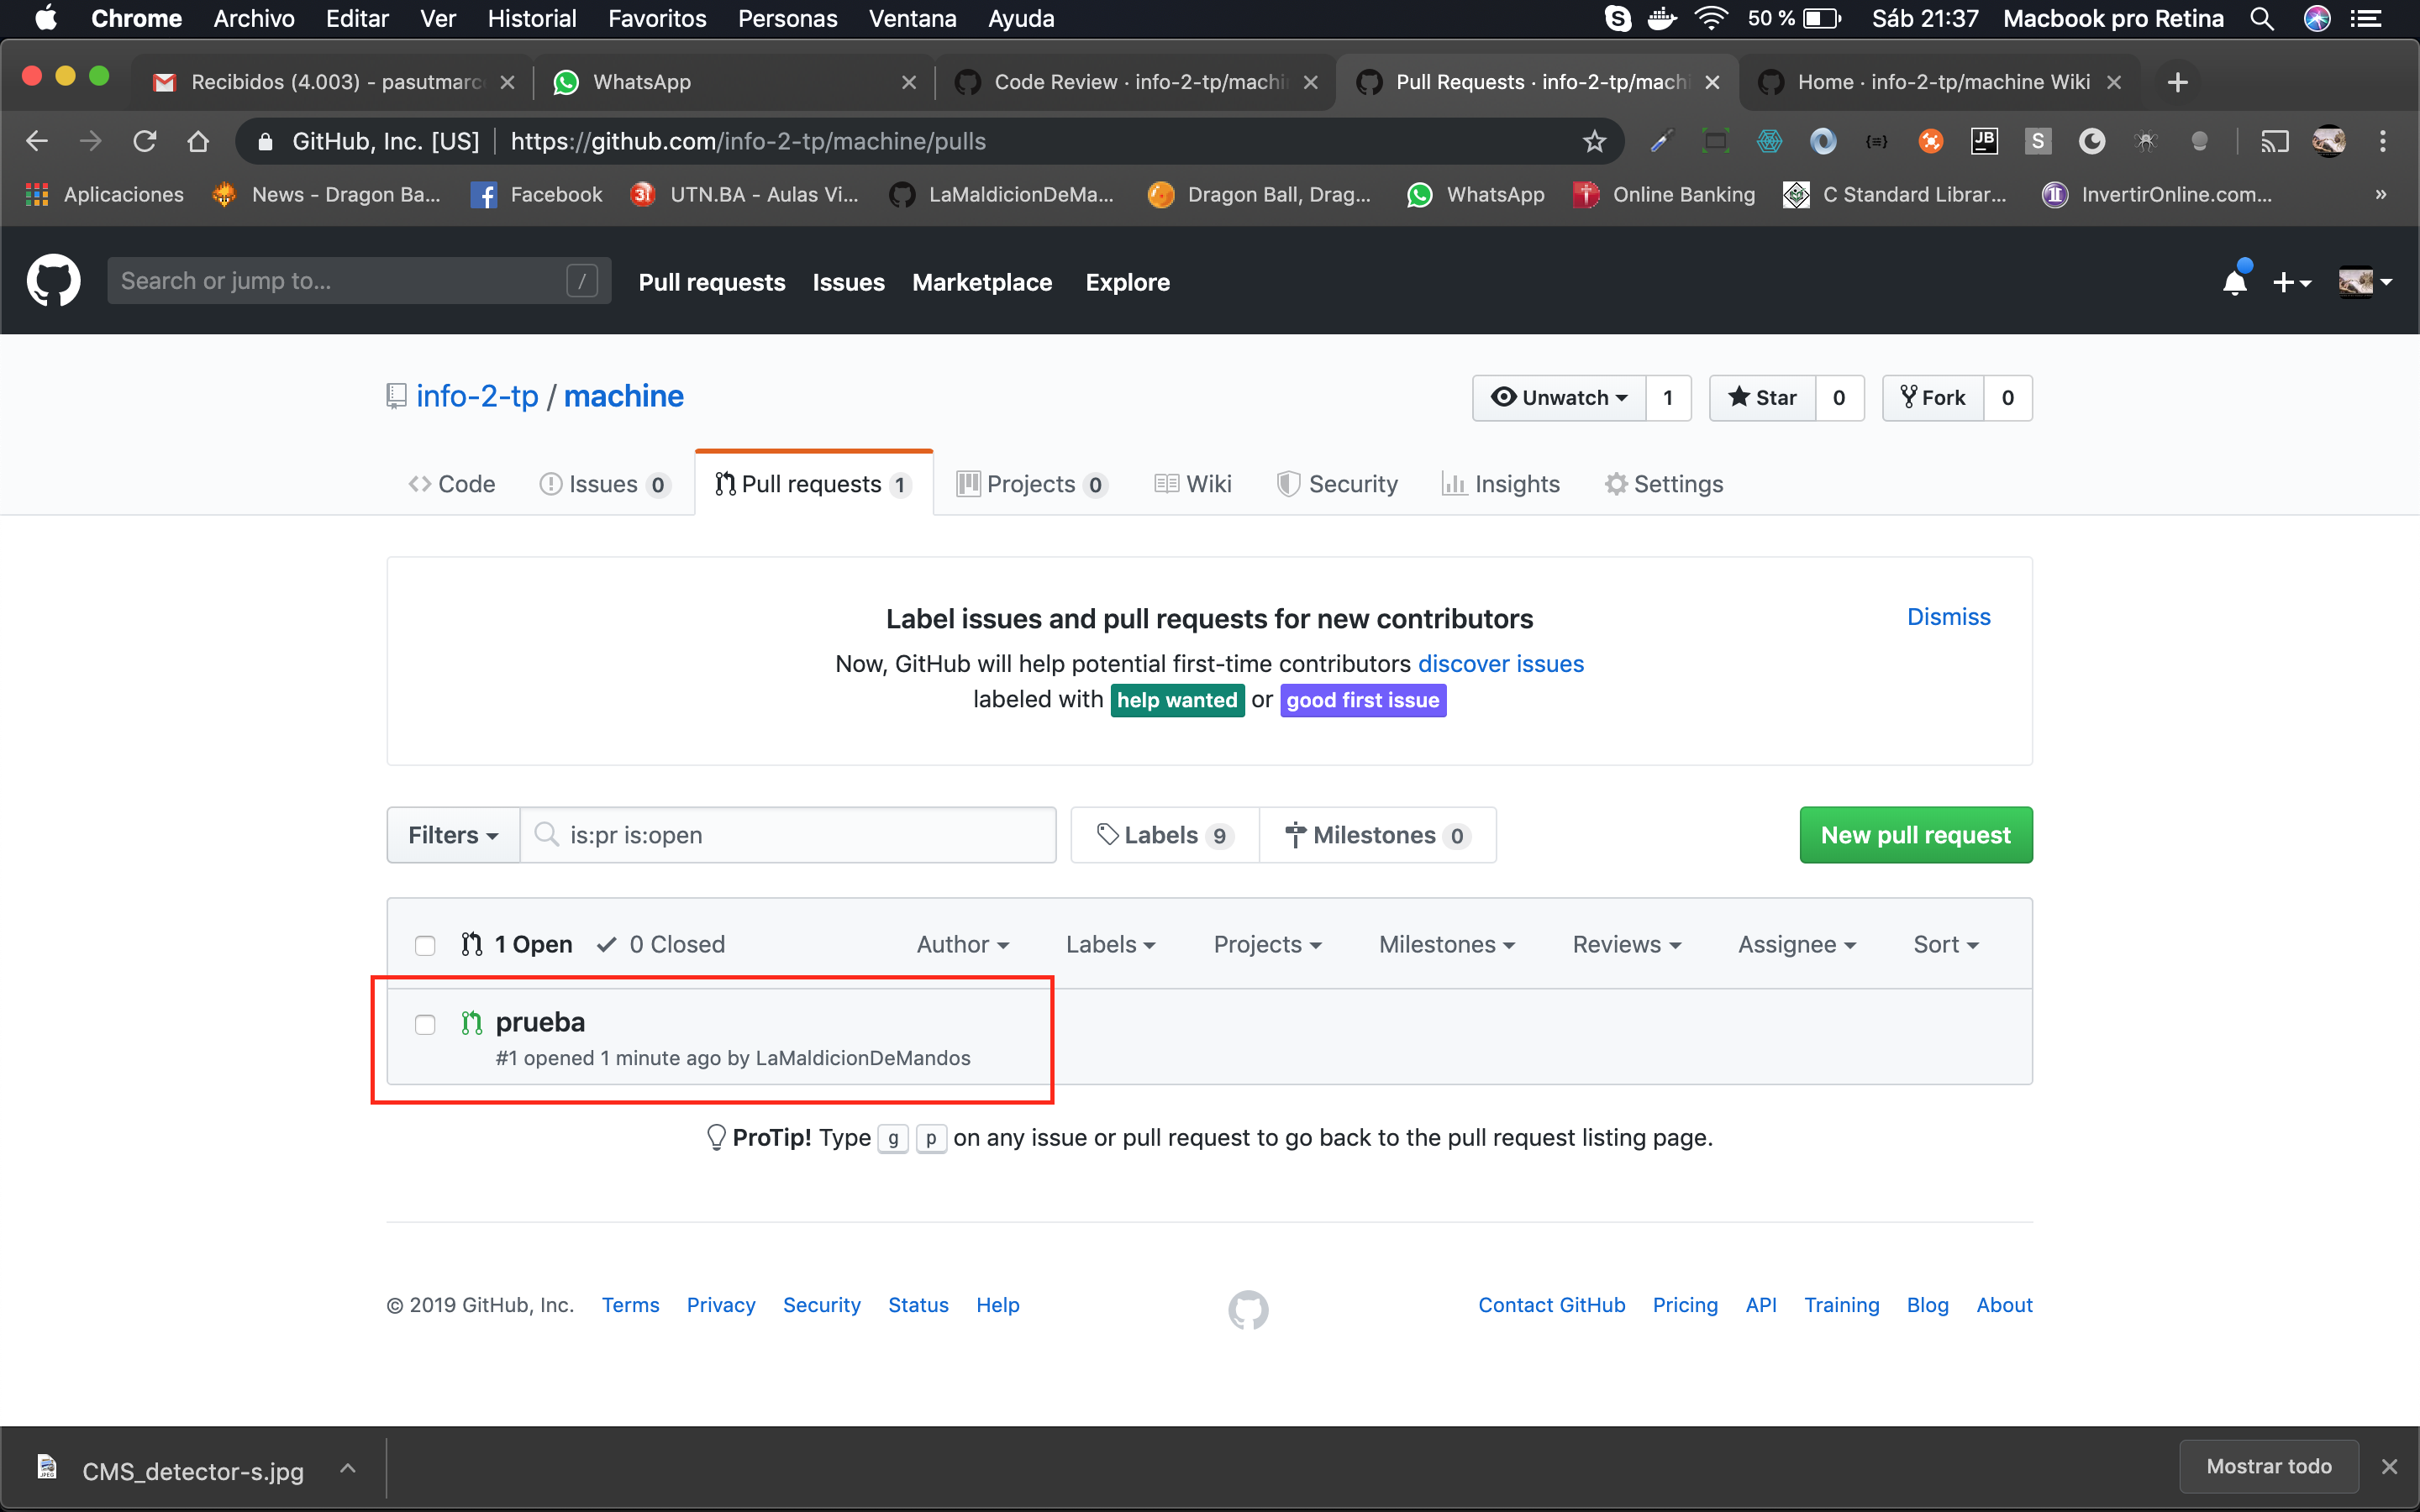 Chrome Archivo Editar Ver Historial Favoritos Personas Ventana Ayuda 50 % Sáb 21:37 Macbook pro Retina
Recibidos (4.003) - pasutmarc WhatsApp Code Review · info-2-tp/machi Pull Requests · info-2-tp/machi Home · info-2-tp/machine Wiki
GitHub, Inc. [US] https://github.com/info-2-tp/machine/pulls
Aplicaciones News - Dragon Ba... Facebook UTN.BA - Aulas Vi... LaMaldicionDeMa... Dragon Ball, Drag... WhatsApp Online Banking C Standard Librar... InvertirOnline.com... »
Search or jump to... / Pull requests Issues Marketplace Explore
info-2-tp / machine Unwatch 1 Star 0 Fork 0
Code Issues 0 Pull requests 1 Projects 0 Wiki Security Insights Settings
Label issues and pull requests for new contributors Dismiss
Now, GitHub will help potential first-time contributors discover issues
labeled with help wanted or good first issue
Filters is:pr is:open Labels 9 Milestones 0 New pull request
1 Open 0 Closed Author Labels Projects Milestones Reviews Assignee Sort
prueba
#1 opened 1 minute ago by LaMaldicionDeMandos
ProTip! Type g p on any issue or pull request to go back to the pull request listing page.
© 2019 GitHub, Inc. Terms Privacy Security Status Help Contact GitHub Pricing API Training Blog About
CMS_detector-s.jpg Mostrar todo